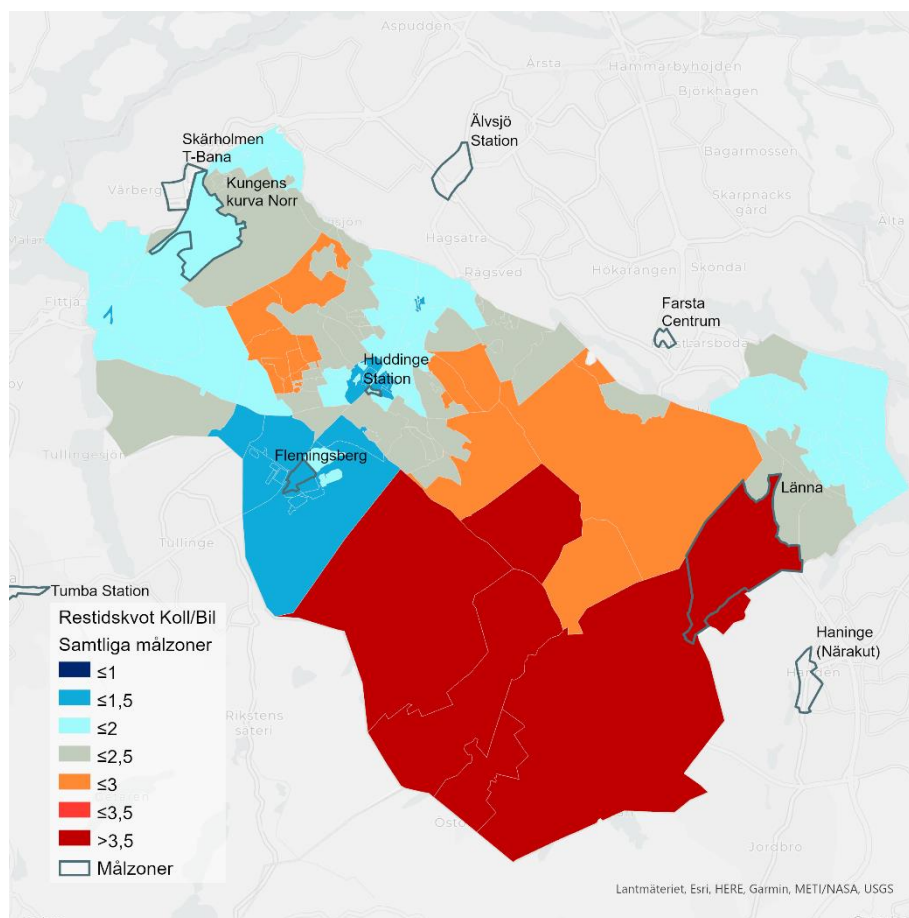 Aspudden
Årsta
Hammarbyhöjden
Björkhagen
Älvsjö
Station
Skärholmen
T-Bana
Bagarmossen
Vårberg
Kungens
kurva Norr
Skarpnäcks
gård
Älta
Hagsätra
Rågsved
Hökarängen
Sköndal
Fittja
Farsta
Centrum
Huddinge
Station
Flemingsberg
Tullingesjön
Länna
Tullinge
Tumba Station
Restidskvot Koll/Bil
Samtliga målzoner
≤1
≤1,5
≤2
≤2,5
≤3
≤3,5
>3,5
Målzoner
Haninge
(Närakut)
Rikstens
säteri
Jordbro
Lantmäteriet, Esri, HERE, Garmin, METI/NASA, USGS